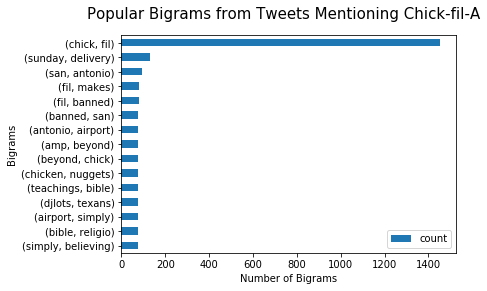 Popular Bigrams from Tweets Mentioning Chick-fil-A
(chick, fil)
(sunday, delivery)
(san, antonio)
(fil, makes)
(fil, banned)
(banned, san)
(antonio, airport)
(amp, beyond)
(beyond, chick)
(chicken, nuggets)
(teachings, bible)
(djlots, texans)
(airport, simply)
(bible, religio)
(simply, believing)
Bigrams
count
0 200 400 600 800 1000 1200 1400
Number of Bigrams